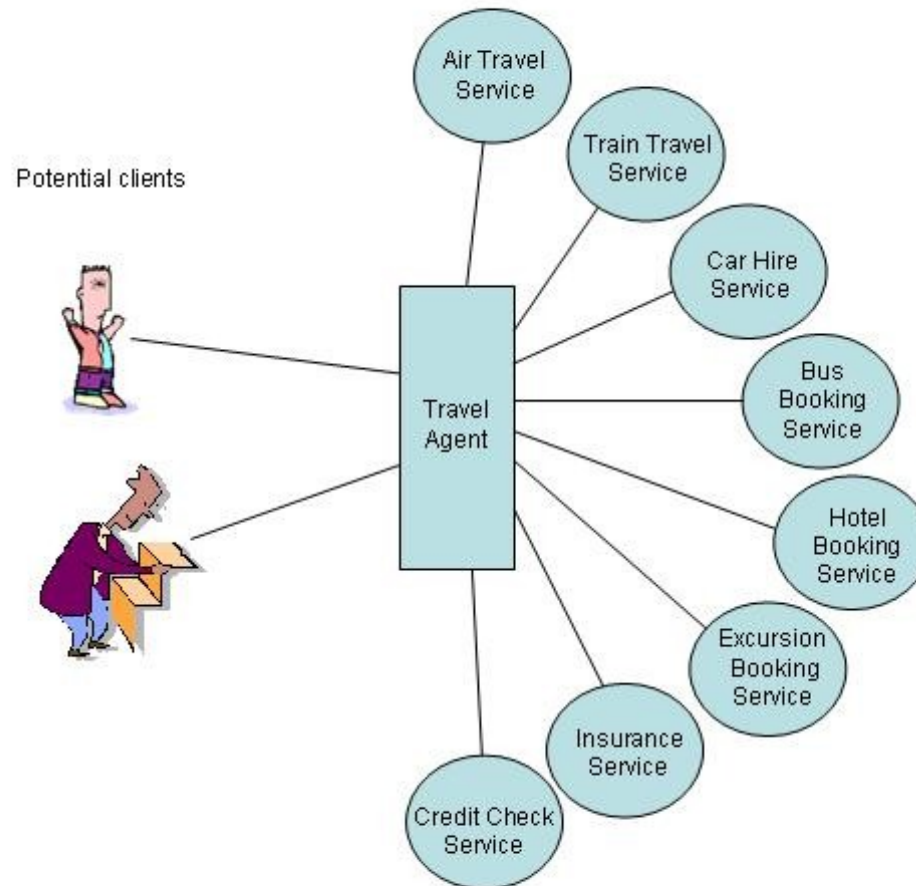 Air Travel
Service
Train Travel
Service
Potential clients
Car Hire
Service
Bus
Booking
Service
Travel
Agent
Hotel
Booking
Service
Excursion
Booking
Service
Insurance
Service
Credit Check
Service